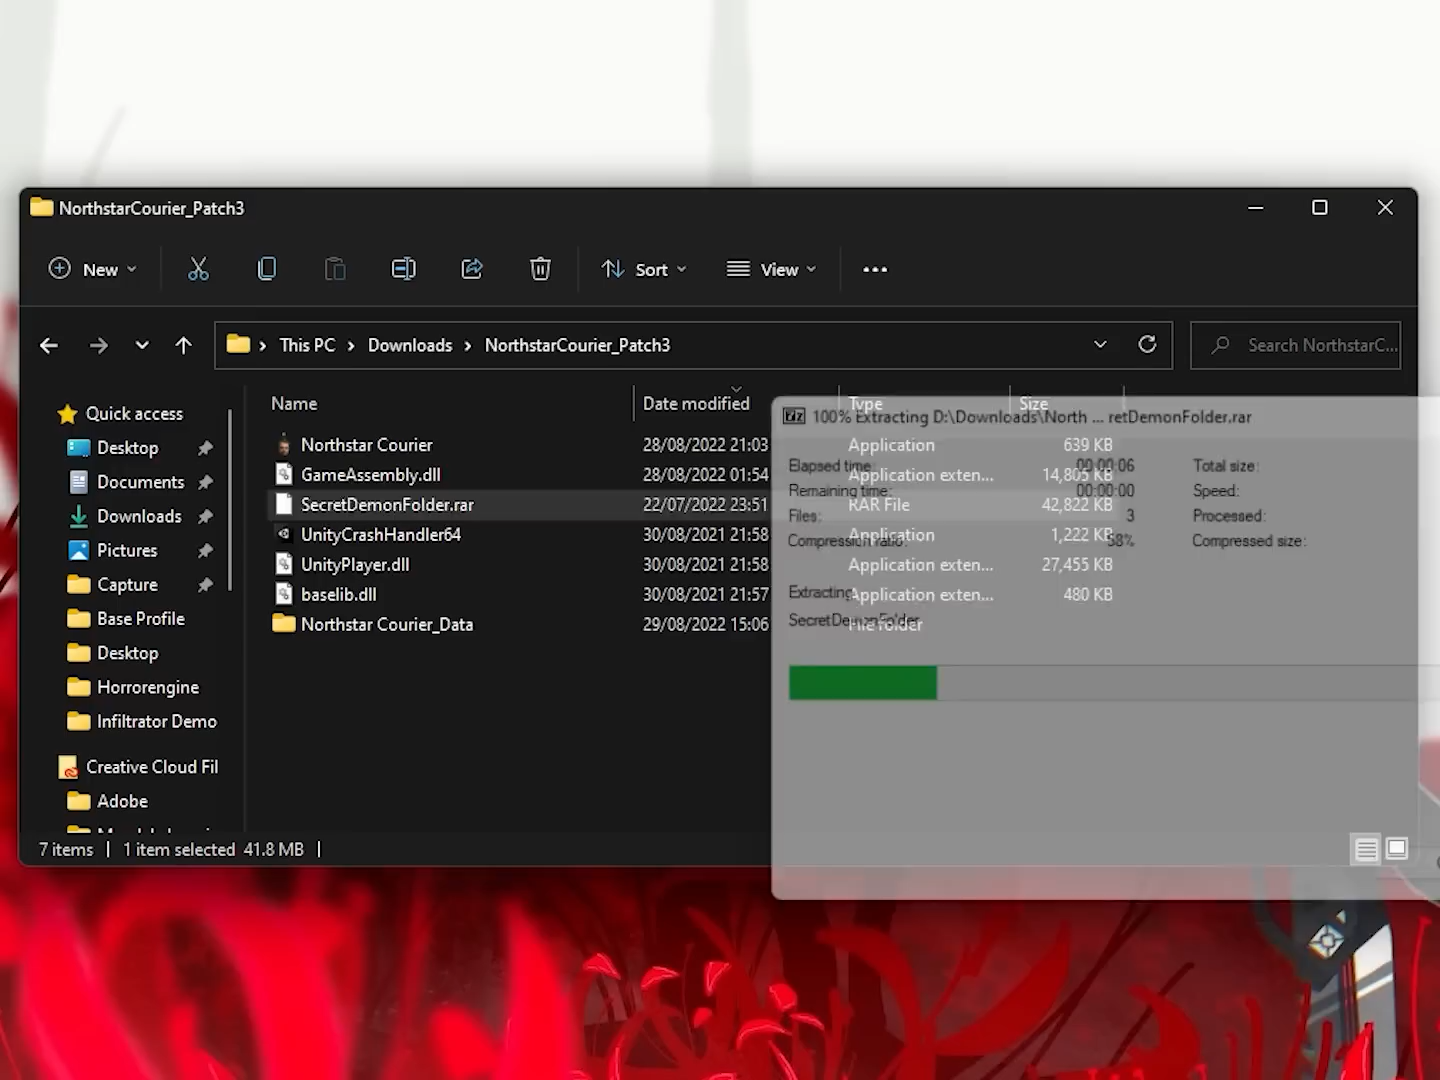 NorthstarCourier_Patch3
New
Sort
View
This PC
Downloads
NorthstarCourier_Patch3
Search NorthstarC...
Name
Date modified
Type
Size
Quick access
Desktop
Documents
Downloads
Pictures
Capture
Base Profile
Desktop
Horrorengine
Infiltrator Demo
Creative Cloud Fil
Adobe
Northstar Courier 28/08/2022 21:03 Application 639 KB
GameAssembly.dll 28/08/2022 01:54 Application exten... 14,805 KB
SecretDemonFolder.rar 22/07/2022 23:51 RAR File 42,822 KB
UnityCrashHandler64 30/08/2021 21:58 Application 1,222 KB
UnityPlayer.dll 30/08/2021 21:58 Application exten... 27,455 KB
baselib.dll 30/08/2021 21:57 Application exten... 480 KB
Northstar Courier_Data 29/08/2022 15:06 File folder
7 items
1 item selected 41.8 MB
7z 100% Extracting D:\Downloads\North ... retDemonFolder.rar
Elapsed time: 00:00:06 Total size:
Remaining time: 00:00:00 Speed:
Files: 3 Processed:
Compression ratio: 58% Compressed size:
Extracting
SecretDemonFolder